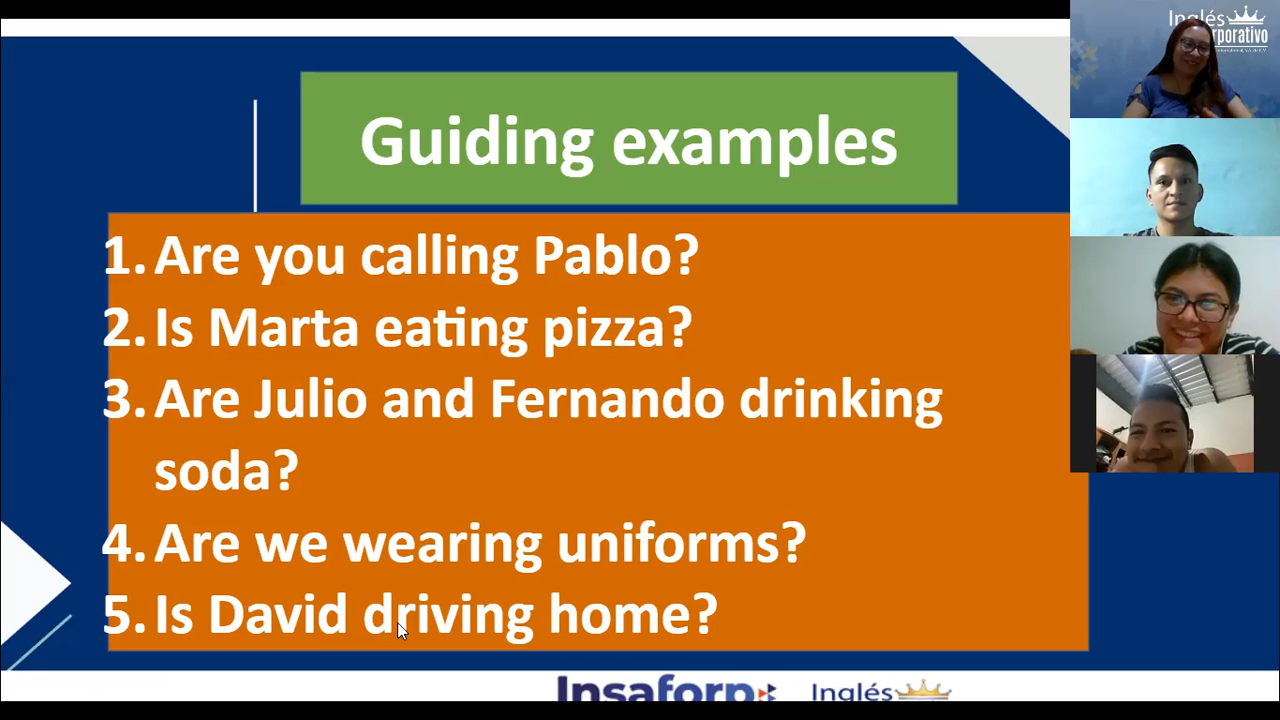 Guiding examples
1. Are you calling Pablo?
2. Is Marta eating pizza?
3. Are Julio and Fernando drinking
soda?
4. Are we wearing uniforms?
5. Is David driving home?
Insaforp
Inglés
Inglés